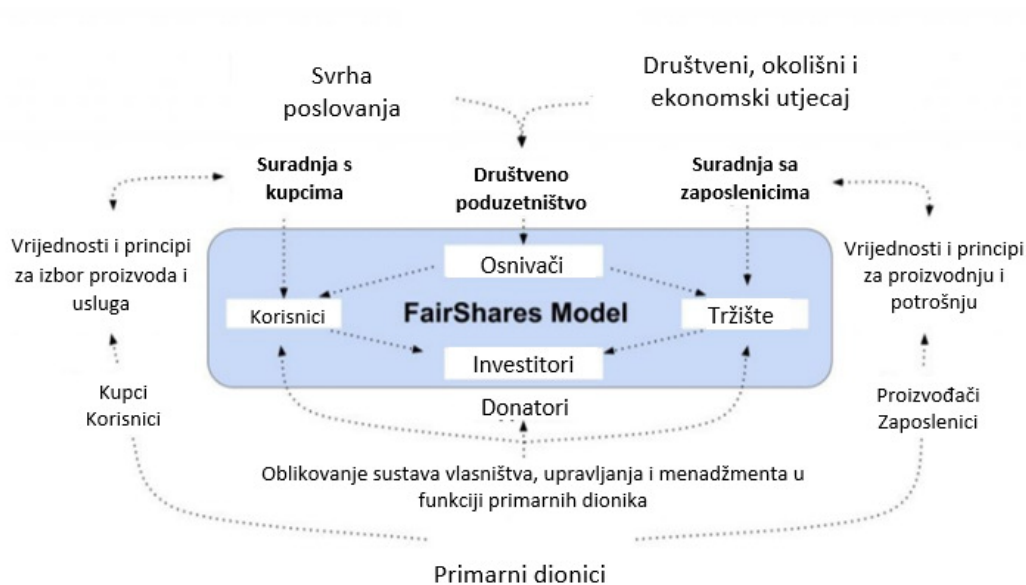 Svrha
poslovanja
Društveni, okolišni i
ekonomski utjecaj
Suradnja s
kupcima
Društveno
poduzetništvo
Suradnja sa
zaposlenicima
Vrijednosti i principi
za izbor proizvoda i
usluga
Vrijednosti i principi
za proizvodnju i
potrošnju
Osnivači
Korisnici
FairShares Model
Tržište
Investitori
Kupci
Korisnici
Donatori
Proizvođači
Zaposlenici
Oblikovanje sustava vlasništva, upravljanja i menadžmenta u
funkciji primarnih dionika
Primarni dionici